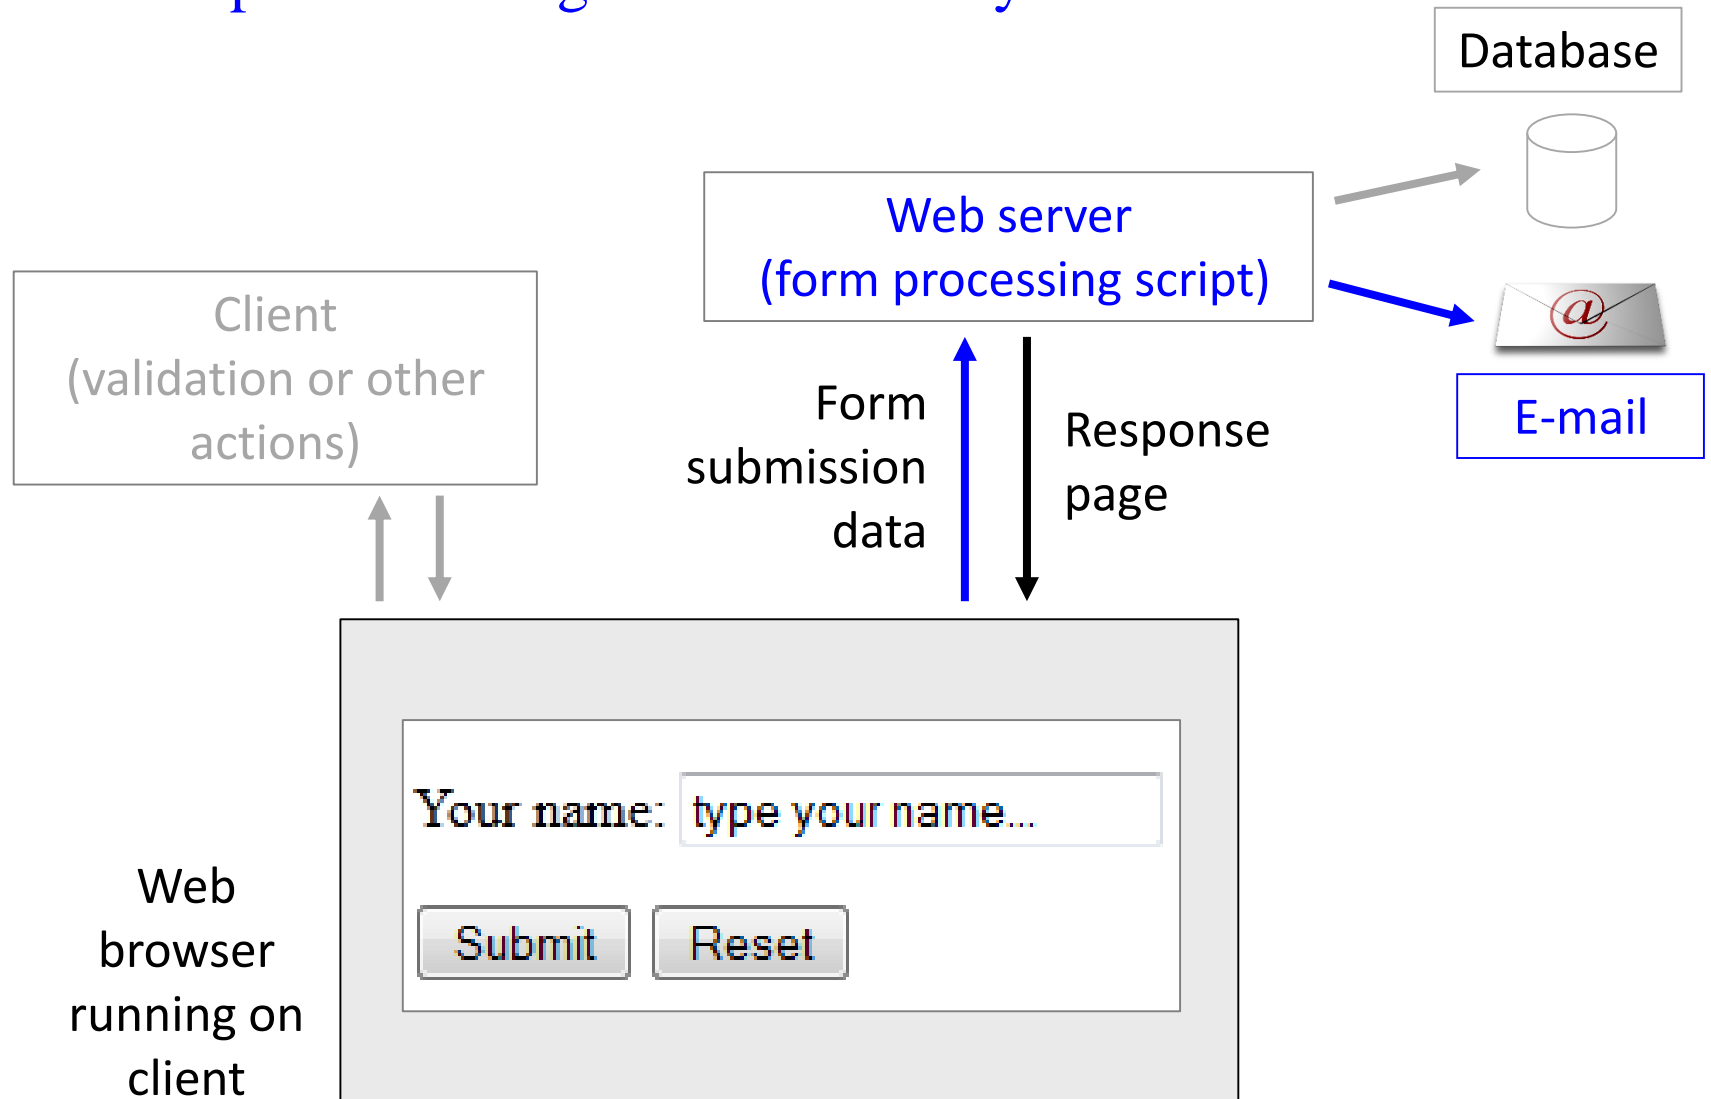 Database
Web server
(form processing script)
Client
(validation or other
actions)
@
E-mail
Form
submission
data
Response
page
Your name: type your name...
Submit Reset
Web
browser
running on
client